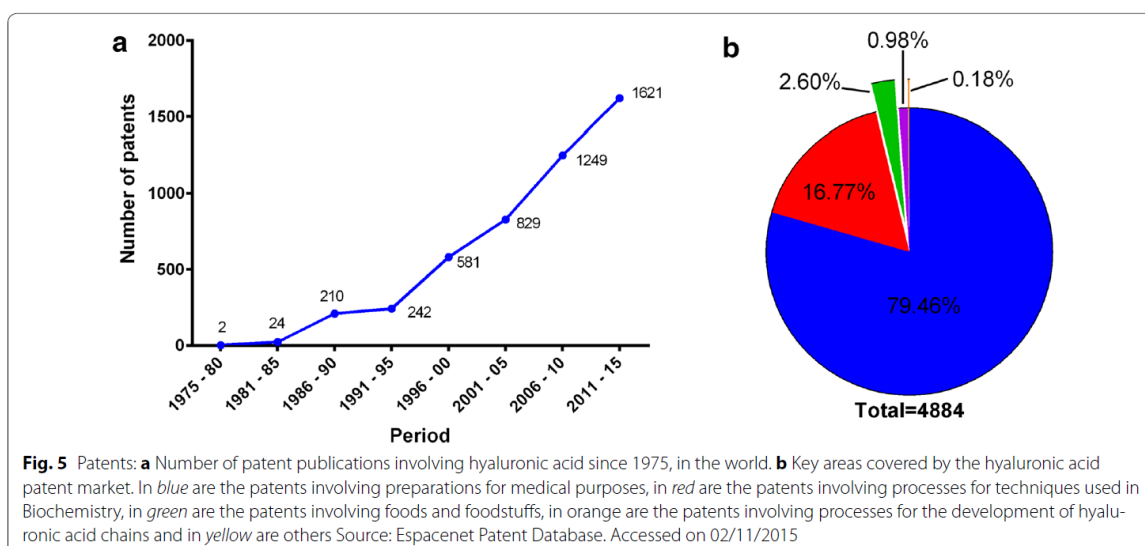 a
2000
1500
1000
500
0
Number of patents
2
24
210
242
581
829
1249
1621
1975 - 80
1981 - 85
1986 - 90
1991 - 95
1996 - 00
2001 - 05
2006 - 10
2011 - 15
Period
b
0.98%
2.60%
0.18%
16.77%
79.46%
Total=4884
Fig. 5 Patents: a Number of patent publications involving hyaluronic acid since 1975, in the world. b Key areas covered by the hyaluronic acid
patent market. In blue are the patents involving preparations for medical purposes, in red are the patents involving processes for techniques used in
Biochemistry, in green are the patents involving foods and foodstuffs, in orange are the patents involving processes for the development of hyalu-
ronic acid chains and in yellow are others Source: Espacenet Patent Database. Accessed on 02/11/2015